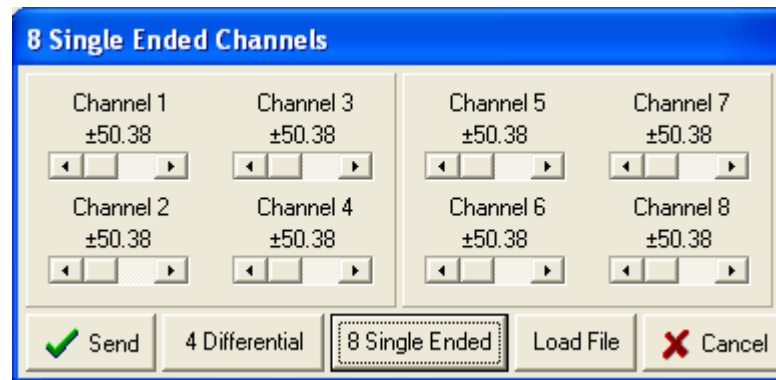 8 Single Ended Channels
Channel 1
±50.38
Channel 3
±50.38
Channel 2
±50.38
Channel 4
±50.38
Channel 5
±50.38
Channel 7
±50.38
Channel 6
±50.38
Channel 8
±50.38
Send
4 Differential
8 Single Ended
Load File
Cancel